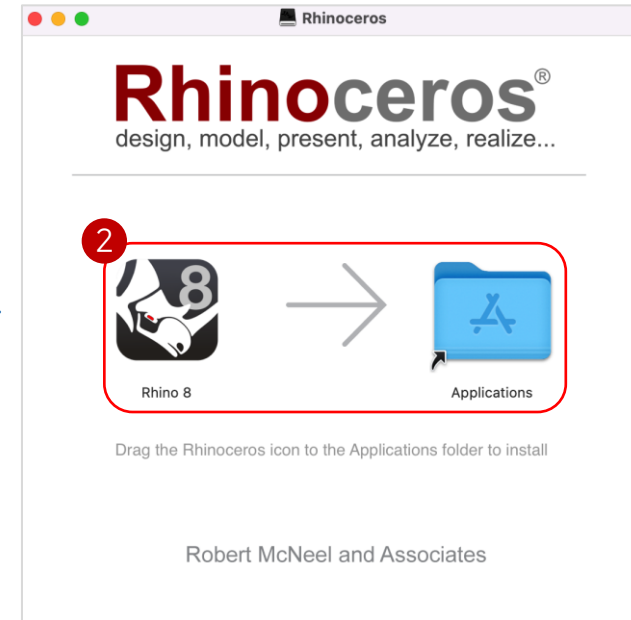 Rhinoceros
Rhinoceros®
design, model, present, analyze, realize...
2
8
Rhino 8
Applications
Drag the Rhinoceros icon to the Applications folder to install
Robert McNeel and Associates